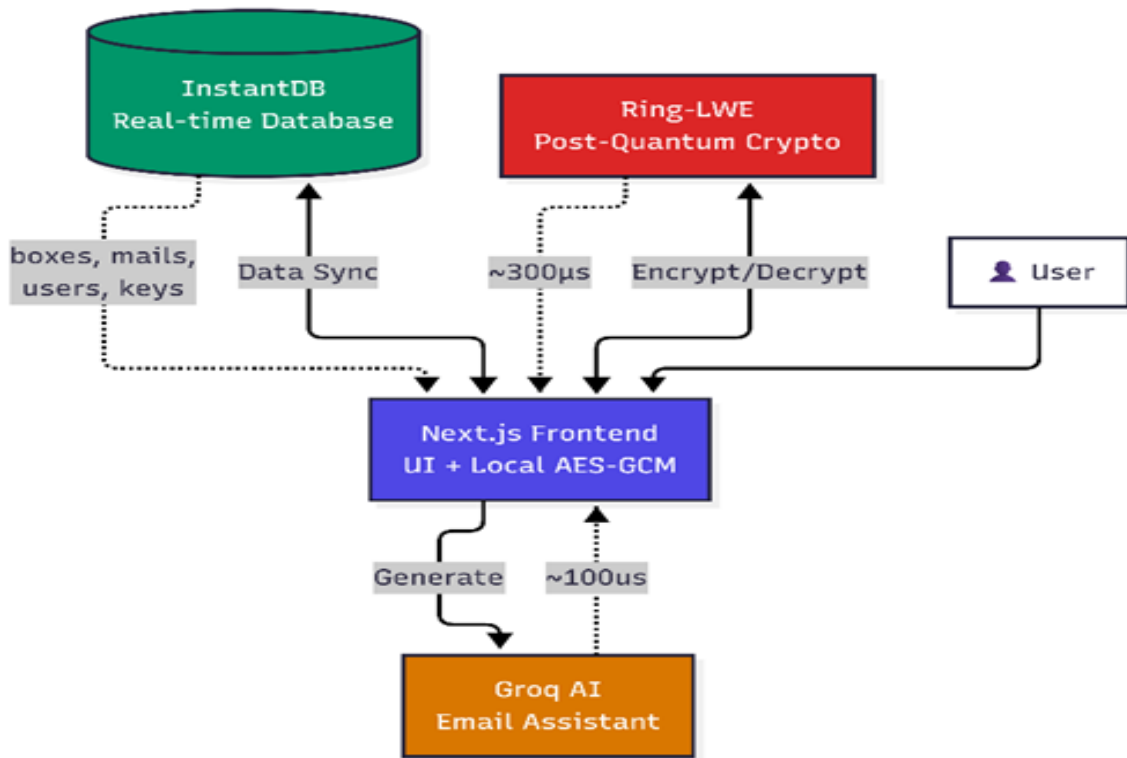 InstantDB
Real-time Database
Ring-LWE
Post-Quantum Crypto
boxes, mails,
users, keys
Data Sync
~300µs
Encrypt/Decrypt
👤 User
Next.js Frontend
UI + Local AES-GCM
Generate
~100us
Groq AI
Email Assistant